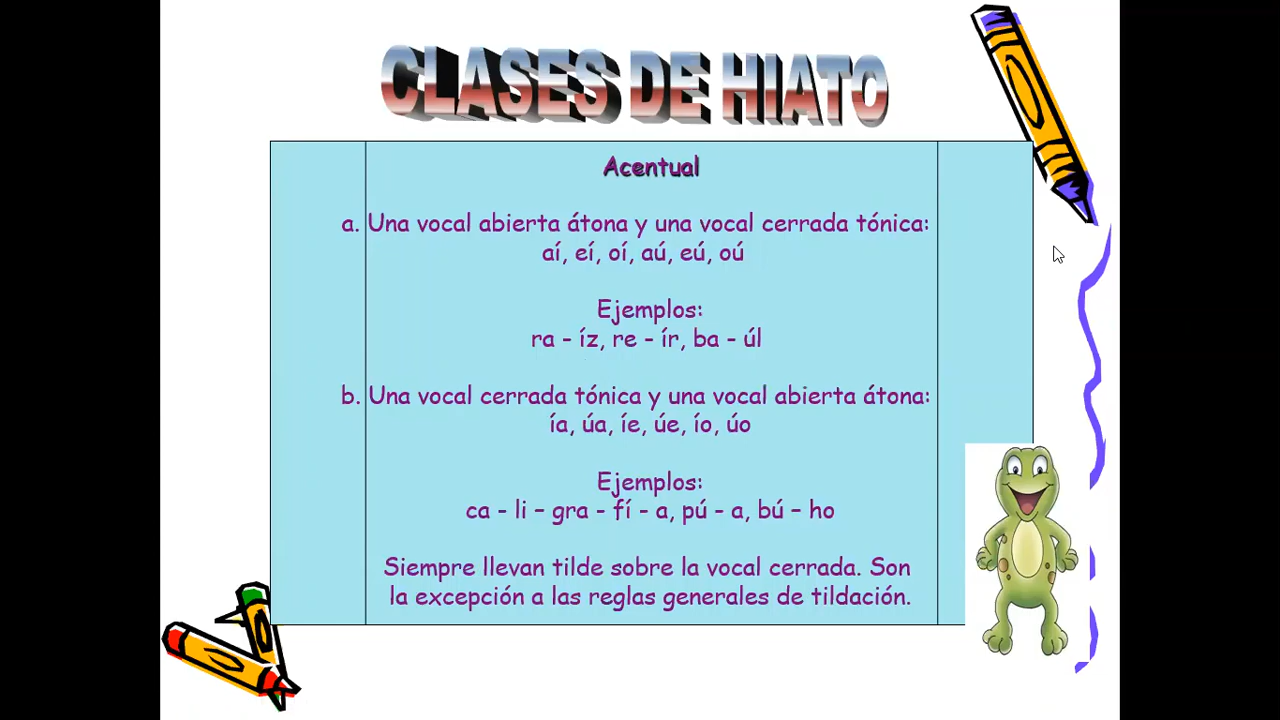 CLASES DE HIATO
Acentual
a. Una vocal abierta átona y una vocal cerrada tónica:
aí, eí, oí, aú, eú, oú
Ejemplos:
ra - íz, re - ír, ba - úl
b. Una vocal cerrada tónica y una vocal abierta átona:
ía, úa, íe, úe, ío, úo
Ejemplos:
ca - li – gra - fí - a, pú - a, bú – ho
Siempre llevan tilde sobre la vocal cerrada. Son
la excepción a las reglas generales de tildación.